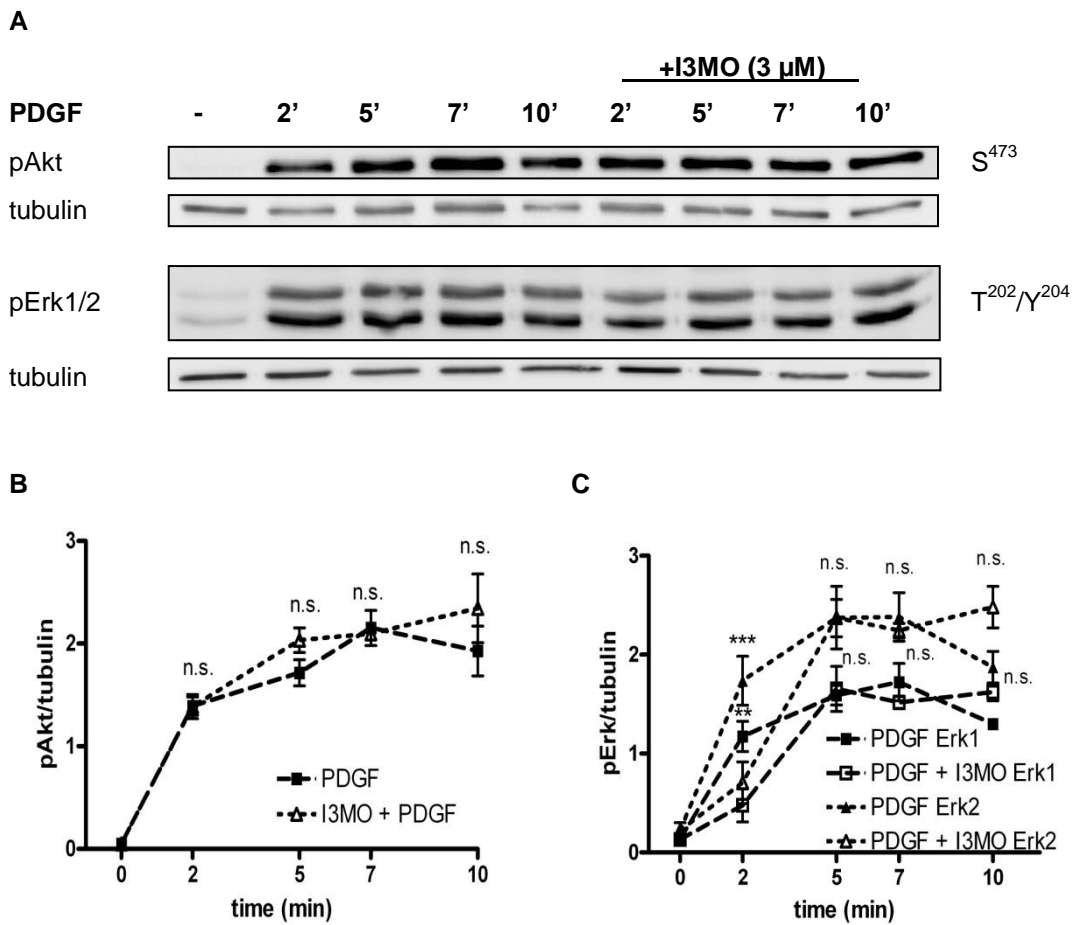 A
+I3MO (3 µM)
PDGF - 2’ 5’ 7’ 10’ 2’ 5’ 7’ 10’
pAkt S473
tubulin
pErk1/2 T202/Y204
tubulin
B
pAkt/tubulin
3
2
1
0
n.s.
n.s.
n.s.
n.s.
PDGF
I3MO + PDGF
0 2 5 7 10
time (min)
C
pErk/tubulin
3
2
1
0
n.s. n.s. n.s.
***
**
n.s. n.s. n.s.
PDGF Erk1
PDGF + I3MO Erk1
PDGF Erk2
PDGF + I3MO Erk2
0 2 5 7 10
time (min)